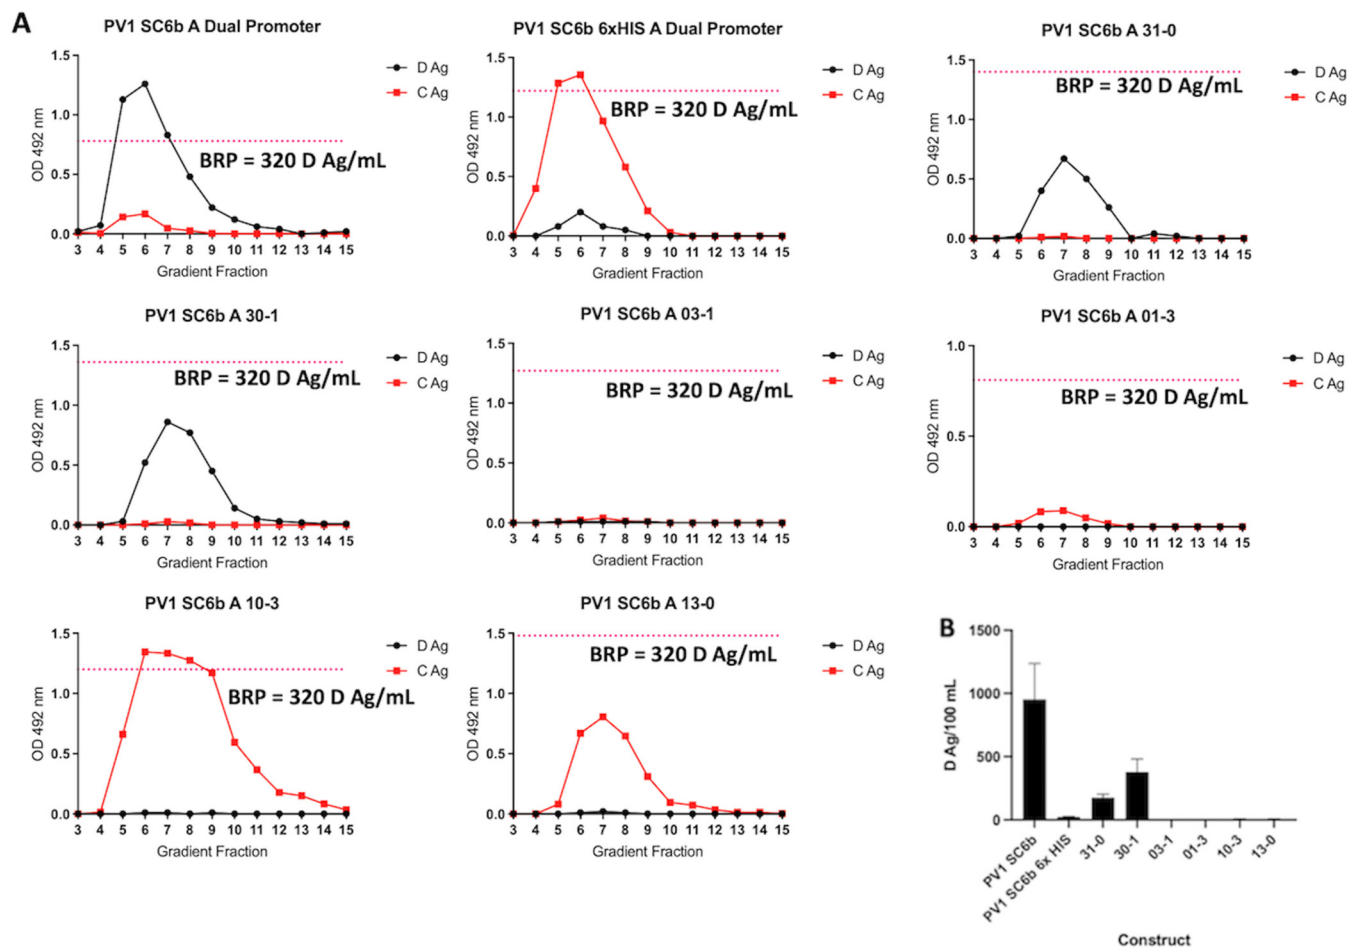 A
PV1 SC6b A Dual Promoter
1.5
1.0
0.5
0.0
OD 492 nm
D Ag
C Ag
BRP = 320 D Ag/mL
3 4 5 6 7 8 9 10 11 12 13 14 15
Gradient Fraction
PV1 SC6b 6xHIS A Dual Promoter
1.5
1.0
0.5
0.0
OD 492 nm
D Ag
C Ag
BRP = 320 D Ag/mL
3 4 5 6 7 8 9 10 11 12 13 14 15
Gradient Fraction
PV1 SC6b A 31-0
1.5
1.0
0.5
0.0
OD 492 nm
D Ag
C Ag
BRP = 320 D Ag/mL
3 4 5 6 7 8 9 10 11 12 13 14 15
Gradient Fraction
PV1 SC6b A 30-1
1.5
1.0
0.5
0.0
OD 492 nm
D Ag
C Ag
BRP = 320 D Ag/mL
3 4 5 6 7 8 9 10 11 12 13 14 15
Gradient Fraction
PV1 SC6b A 03-1
1.5
1.0
0.5
0.0
OD 492 nm
D Ag
C Ag
BRP = 320 D Ag/mL
3 4 5 6 7 8 9 10 11 12 13 14 15
Gradient Fraction
PV1 SC6b A 01-3
1.0
0.5
0.0
OD 492 nm
D Ag
C Ag
BRP = 320 D Ag/mL
3 4 5 6 7 8 9 10 11 12 13 14 15
Gradient Fraction
PV1 SC6b A 10-3
1.5
1.0
0.5
0.0
OD 492 nm
D Ag
C Ag
BRP = 320 D Ag/mL
3 4 5 6 7 8 9 10 11 12 13 14 15
Gradient Fraction
PV1 SC6b A 13-0
1.5
1.0
0.5
0.0
OD 492 nm
D Ag
C Ag
BRP = 320 D Ag/mL
3 4 5 6 7 8 9 10 11 12 13 14 15
Gradient Fraction
B
1500
1000
500
0
D Ag/100 mL
PV1 SC6b
PV1 SC6b 6x HIS
31-0
30-1
03-1
01-3
10-3
13-0
Construct